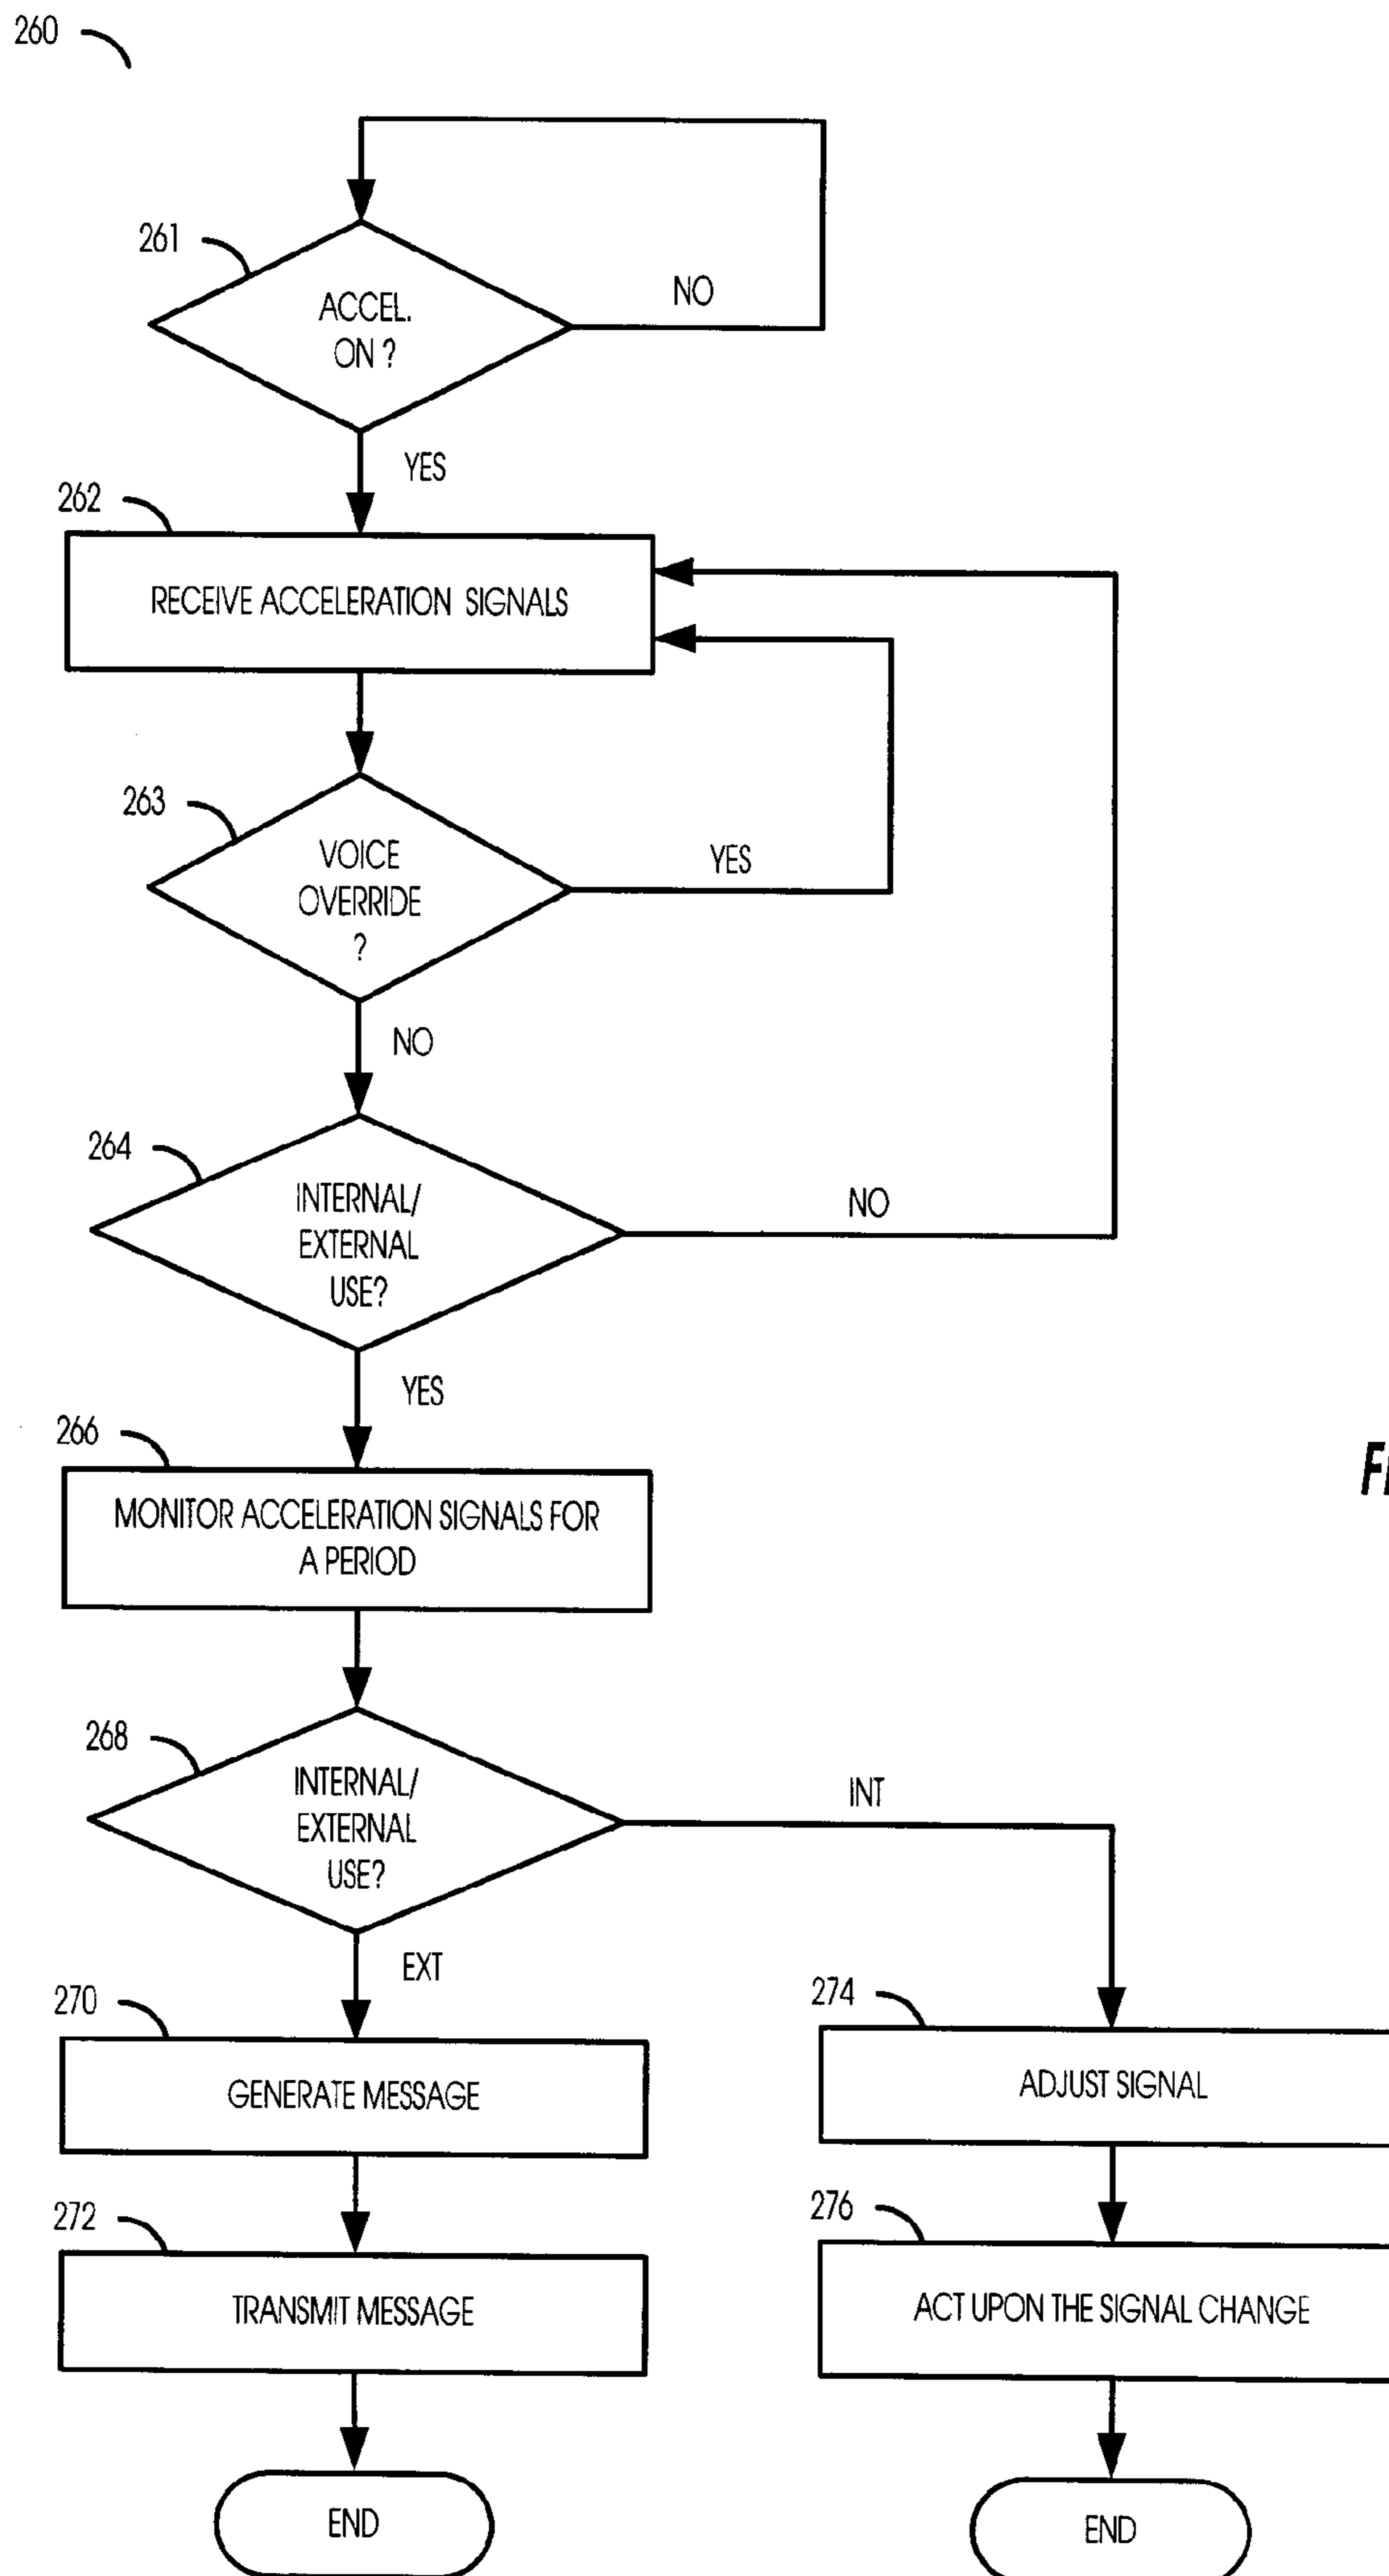 260
261
ACCEL.
ON ?
NO
YES
262
RECEIVE ACCELERATION SIGNALS
263
VOICE
OVERRIDE
?
YES
NO
264
INTERNAL/
EXTERNAL
USE?
NO
YES
266
MONITOR ACCELERATION SIGNALS FOR
A PERIOD
268
INTERNAL/
EXTERNAL
USE?
INT
EXT
270
GENERATE MESSAGE
274
ADJUST SIGNAL
272
TRANSMIT MESSAGE
276
ACT UPON THE SIGNAL CHANGE
END
END